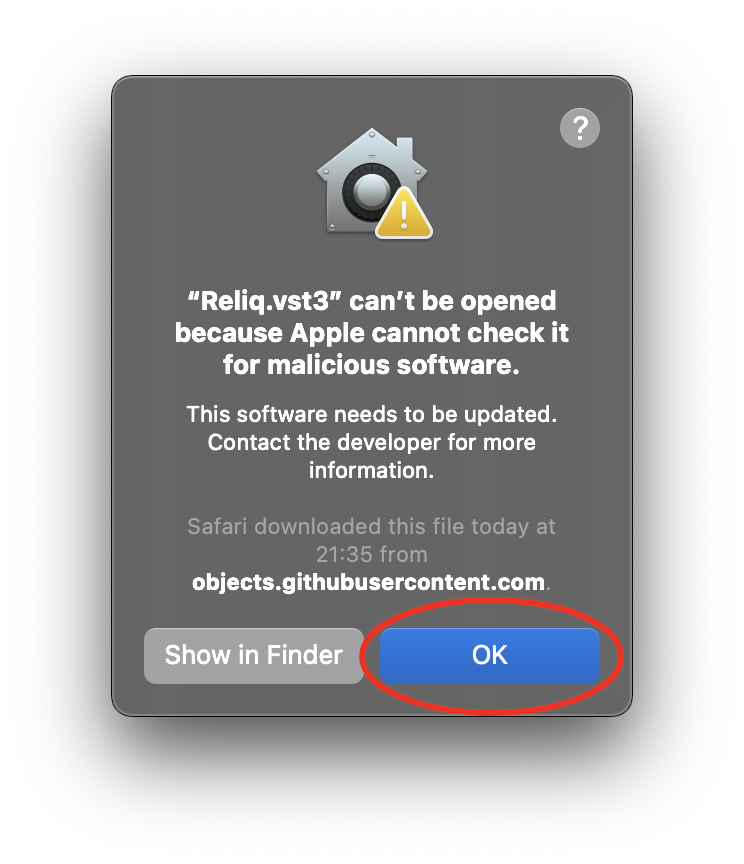 ?
“Reliq.vst3” can’t be opened
because Apple cannot check it
for malicious software.
This software needs to be updated.
Contact the developer for more
information.
Safari downloaded this file today at
21:35 from
objects.githubusercontent.com.
Show in Finder
OK